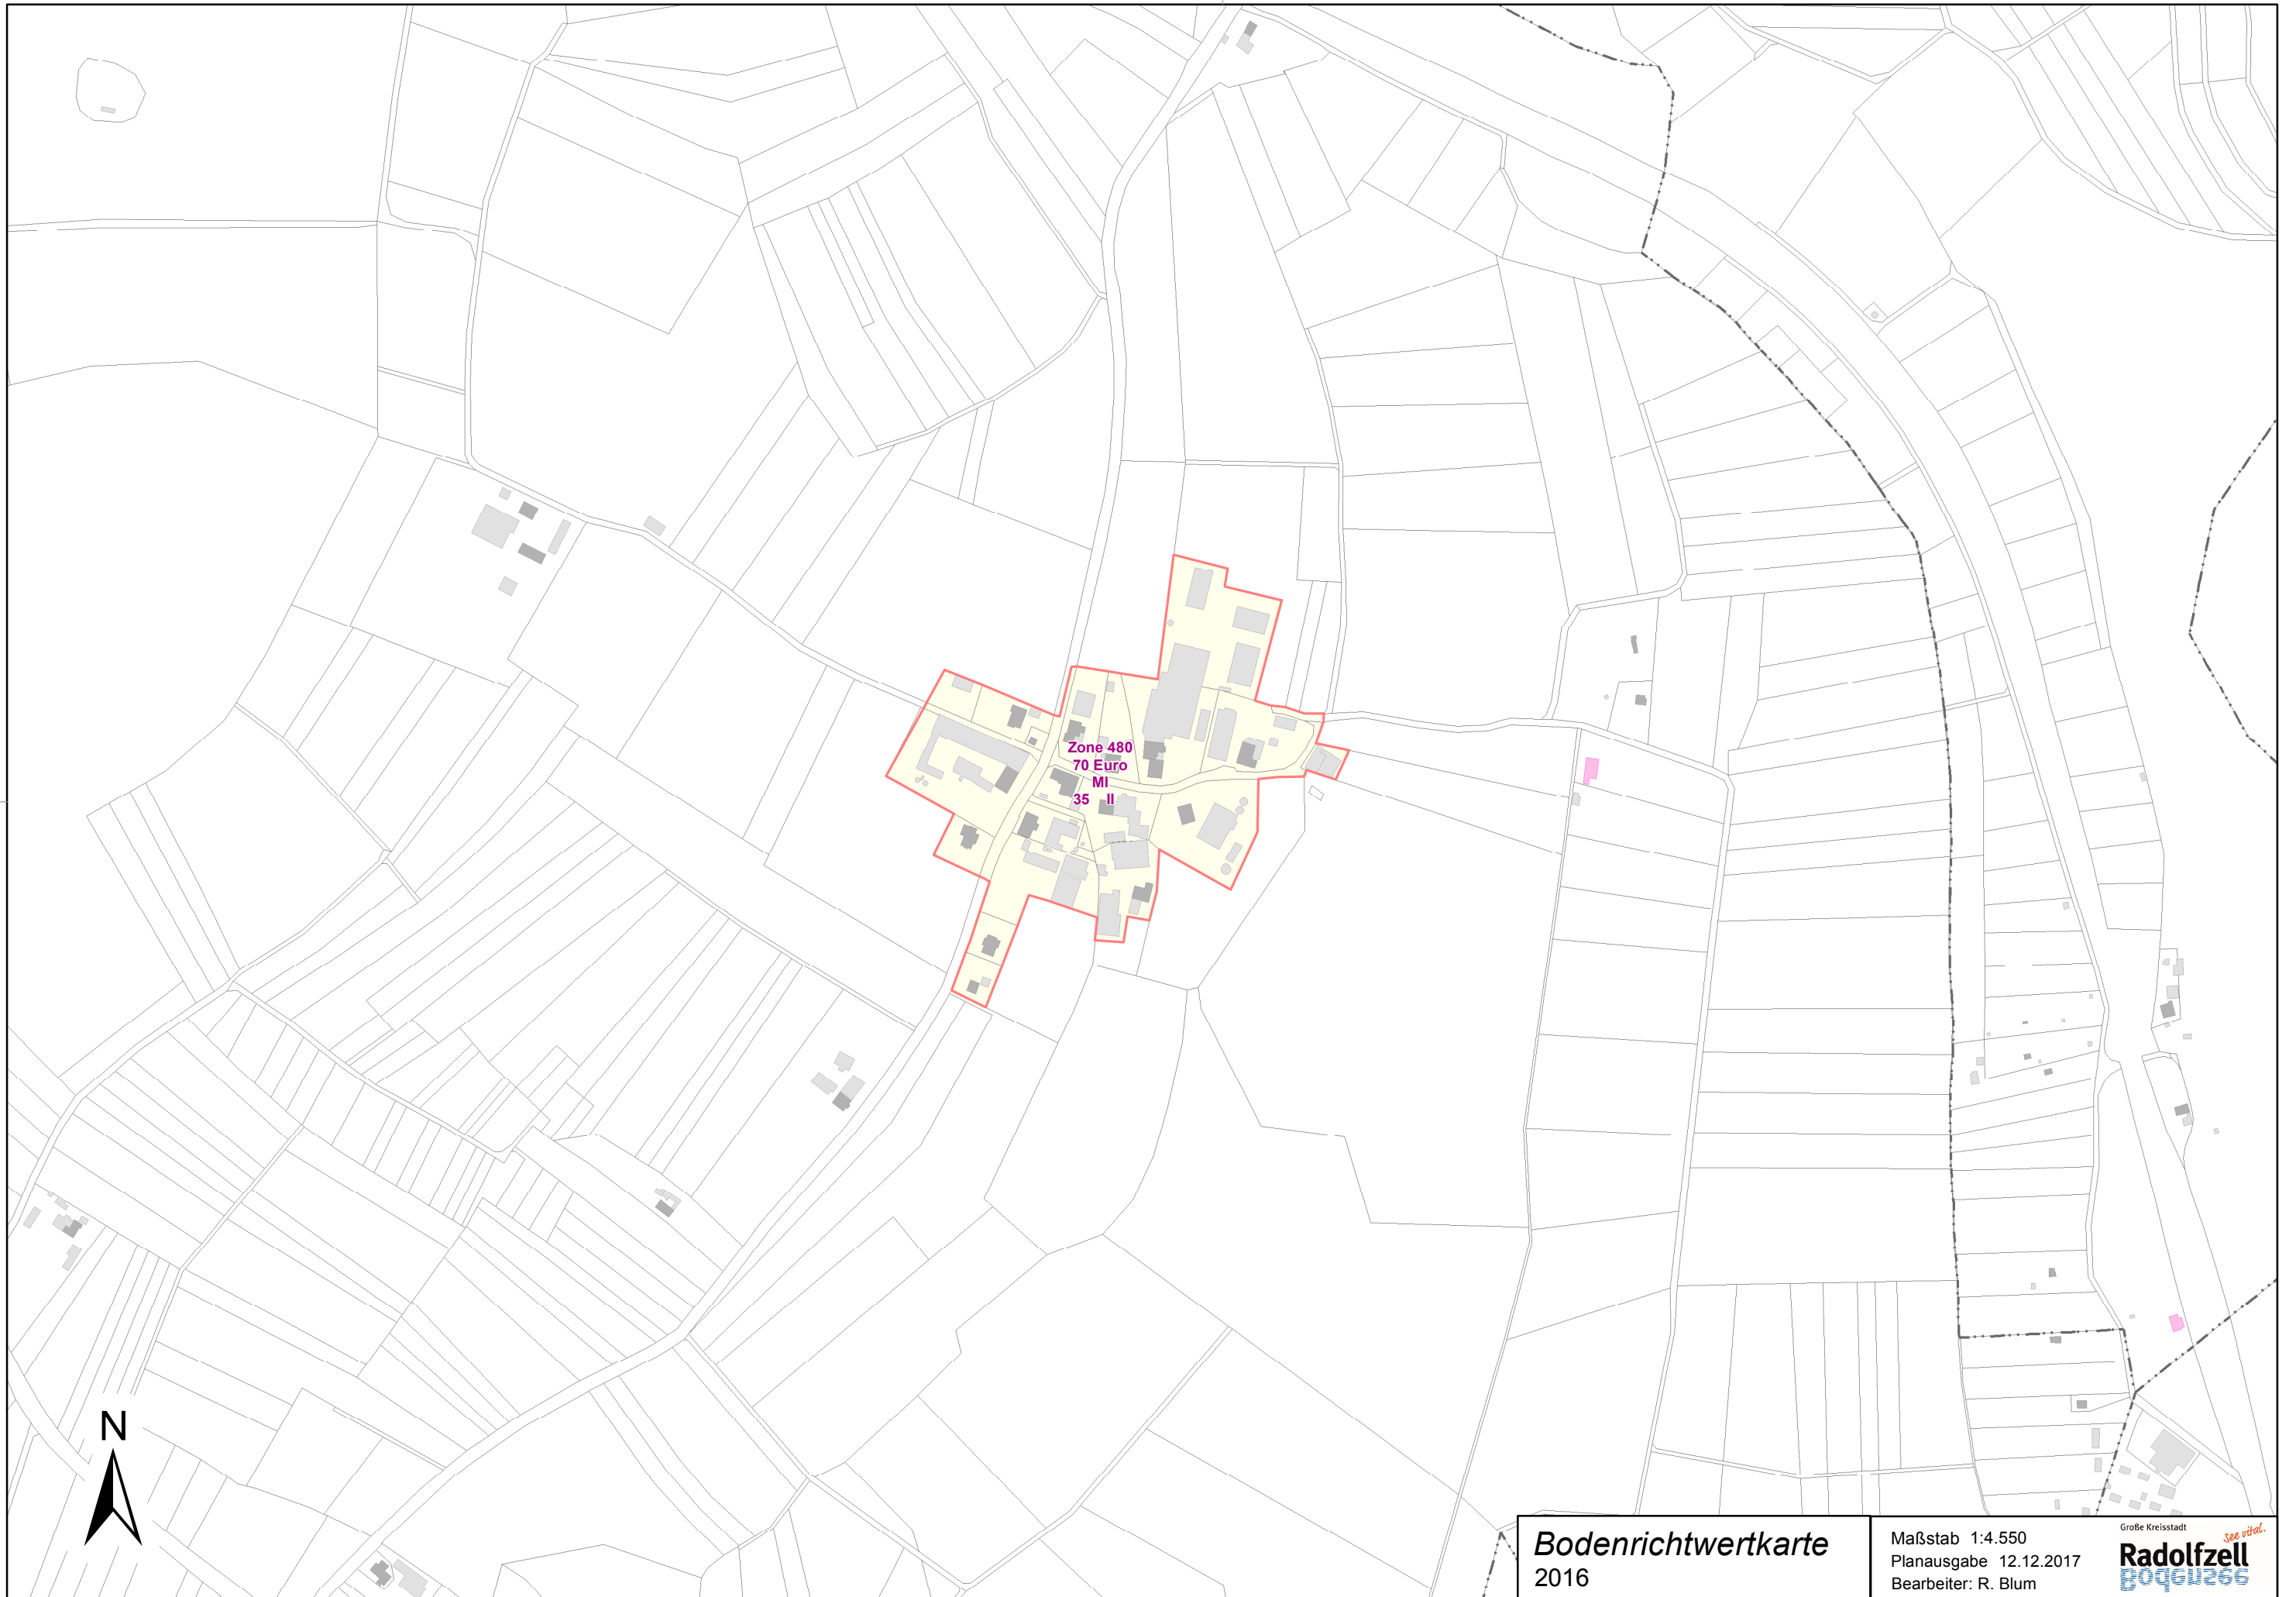 Zone 480
70 Euro
MI
35 II
N
Bodenrichtwertkarte
2016
Maßstab 1:4.550
Planausgabe 12.12.2017
Bearbeiter: R. Blum
Große Kreisstadt
see vital.
Radolfzell
Bodensee